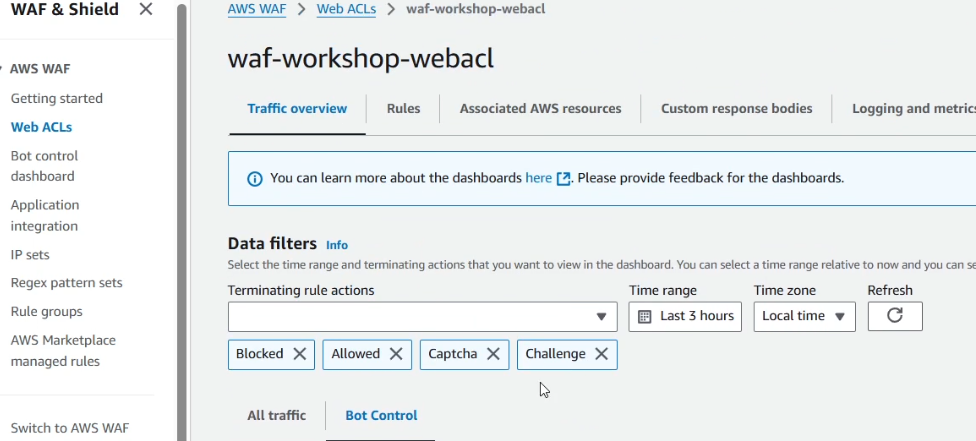 WAF & Shield
AWS WAF
Getting started
Web ACLs
Bot control
dashboard
Application
integration
IP sets
Regex pattern sets
Rule groups
AWS Marketplace
managed rules
Switch to AWS WAF
AWS WAF > Web ACLs > waf-workshop-webacl
waf-workshop-webacl
Traffic overview Rules Associated AWS resources Custom response bodies Logging and metrics
You can learn more about the dashboards here. Please provide feedback for the dashboards.
Data filters Info
Select the time range and terminating actions that you want to view in the dashboard. You can select a time range relative to now and you can se
Terminating rule actions Time range Time zone Refresh
Last 3 hours Local time
Blocked Allowed Captcha Challenge
All traffic Bot Control